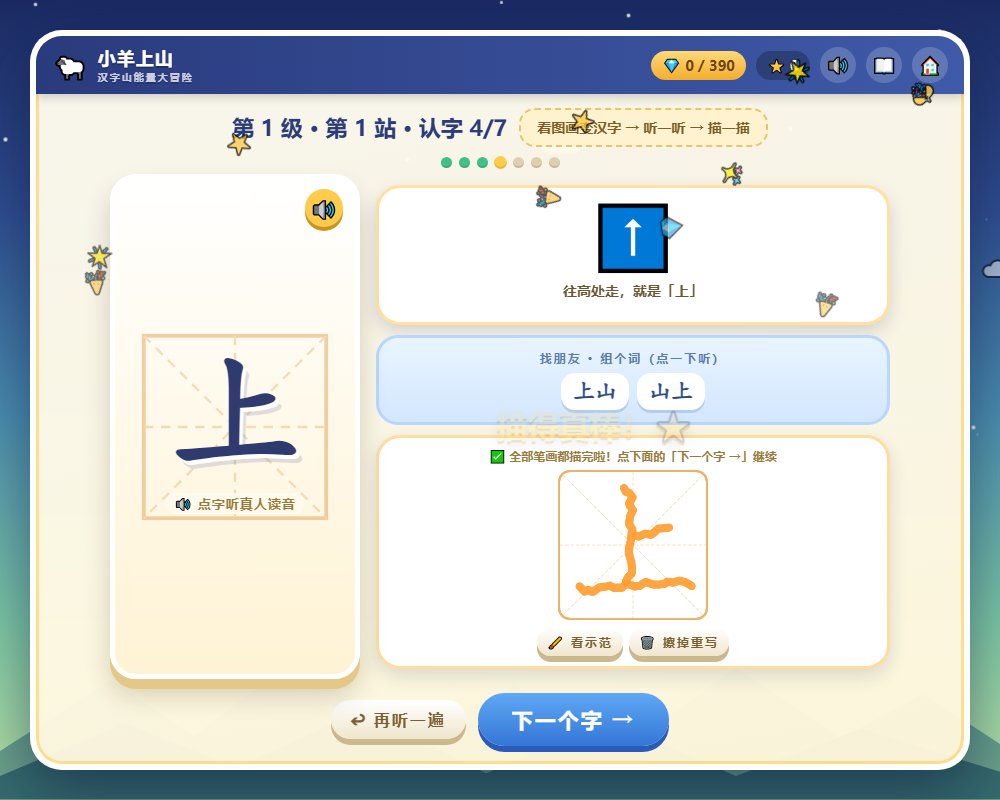 小羊上山
汉字山能量大冒险
0 / 390
第 1 级 · 第 1 站 · 认字 4/7
看图画变汉字 → 听一听 → 描一描
上
点字听真人读音
↑
往高处走，就是「上」
找朋友 · 组个词（点一下听）
上山 山上
描得真棒！
全部笔画都描完啦！点下面的「下一个字 →」继续
看示范 擦掉重写
再听一遍 下一个字 →